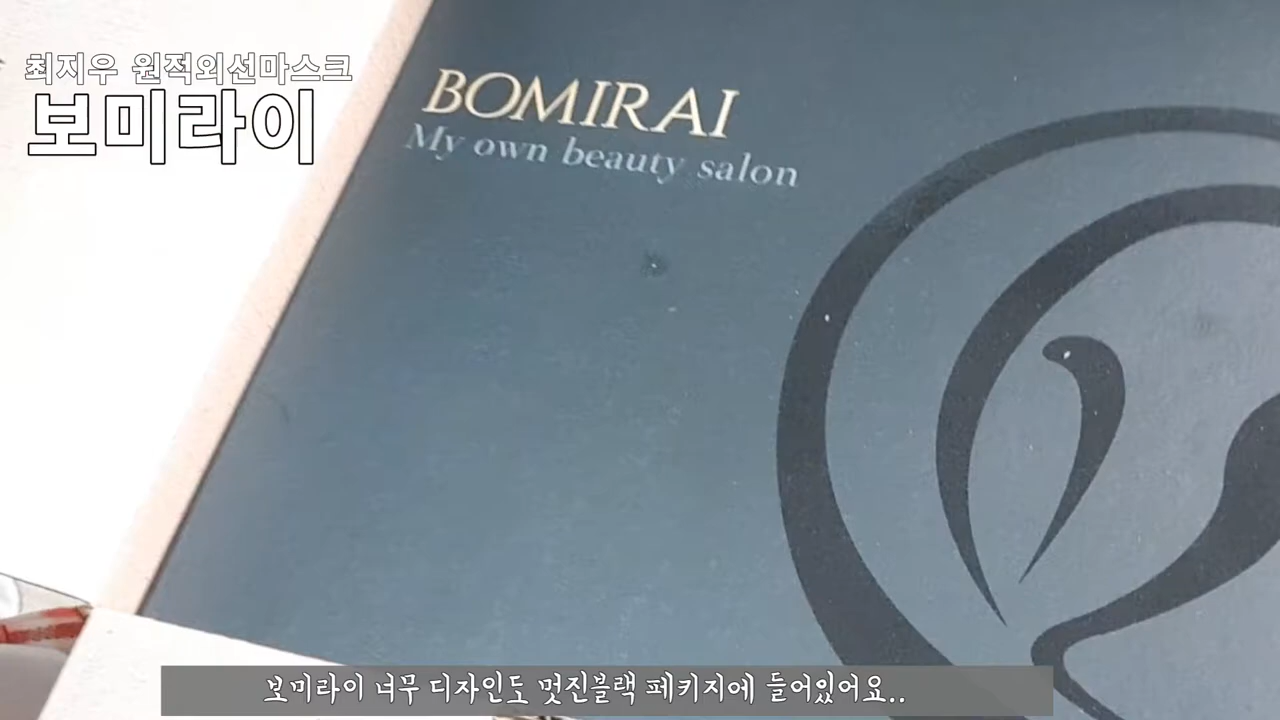 최지우 원적외선마스크
보미라이
BOMIRAI
My own beauty salon
보미라이 너무 디자인도 멋진블랙 페키지에 들어있어요..